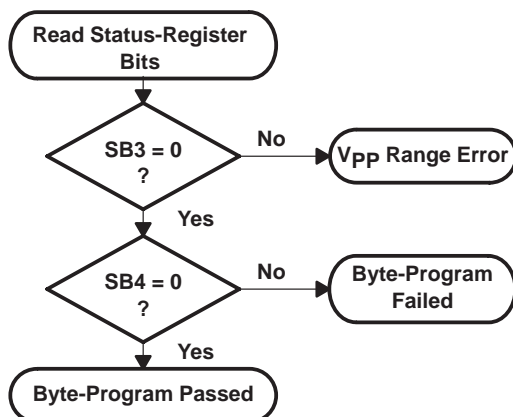 Read Status-Register
Bits
SB3 = 0
?
No
VPP Range Error
Yes
SB4 = 0
?
No
Byte-Program
Failed
Yes
Byte-Program Passed